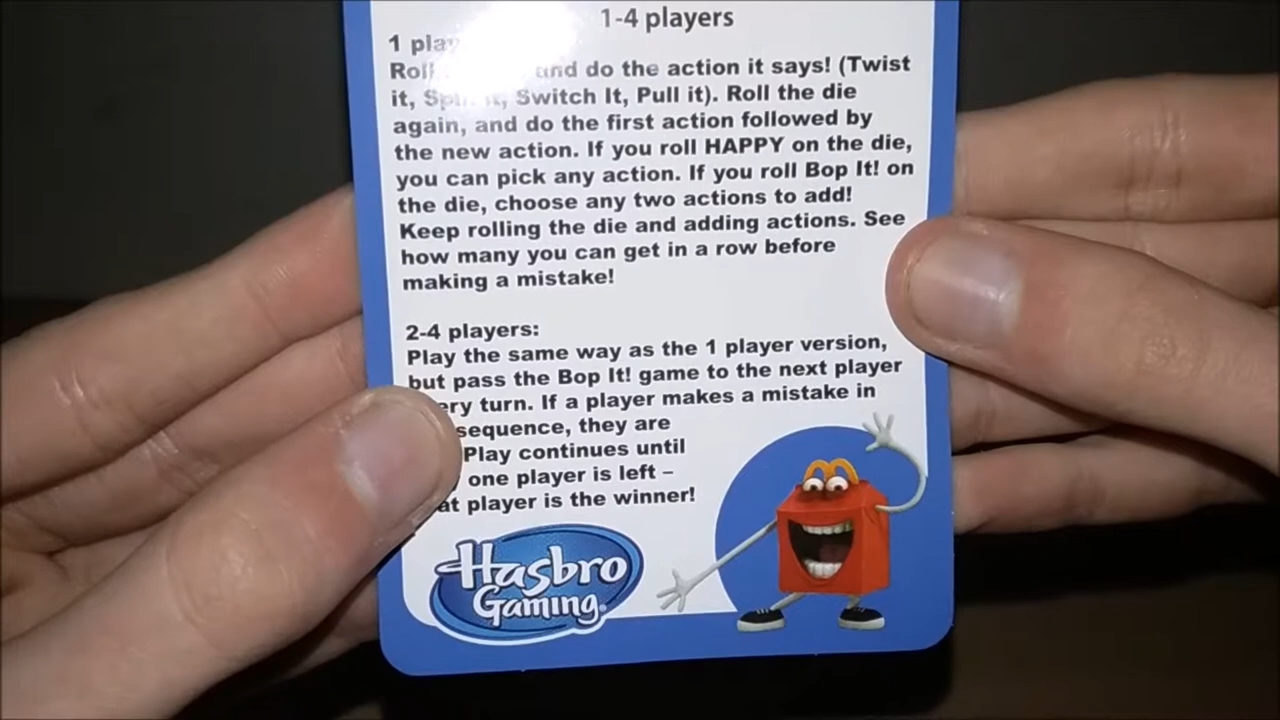 1-4 players
1
Roll and do the action it says! (Twist
it, Spin it, Switch It, Pull it). Roll the die
again, and do the first action followed by
the new action. If you roll HAPPY on the die,
you can pick any action. If you roll Bop It! on
the die, choose any two actions to add!
Keep rolling the die and adding actions. See
how many you can get in a row before
making a mistake!
2-4 players:
Play the same way as the 1 player version,
but pass the Bop It! game to the next player
turn. If a player makes a mistake in
sequence, they are
Play continues until
one player is left –
player is the winner!
Hasbro
Gaming®